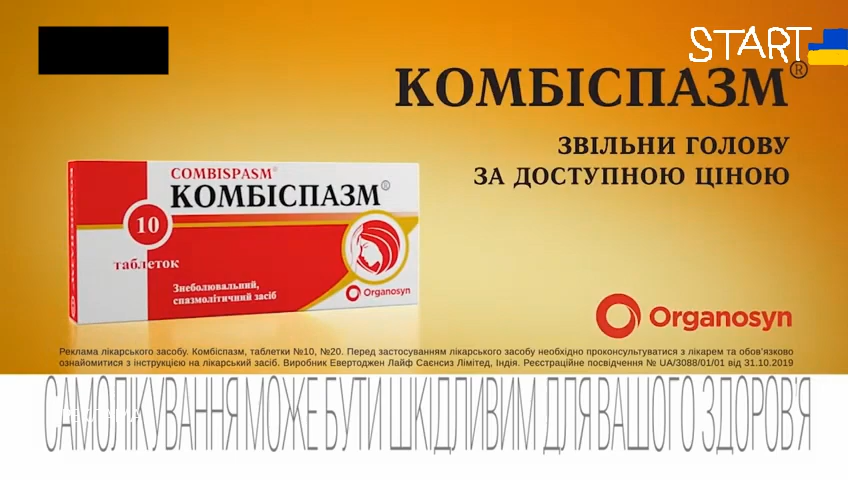 START
КОМБІСПАЗМ®
ЗВІЛЬНИ ГОЛОВУ
ЗА ДОСТУПНОЮ ЦІНОЮ
COMBISPASM®
КОМБІСПАЗМ®
10
таблеток
Знеболювальний,
спазмолітичний засіб
Organosyn
КОМБІСПАЗМ®
Organosyn
Реклама лікарського засобу. Комбіспазм, таблетки №10, №20. Перед застосуванням лікарського засобу необхідно проконсультуватися з лікарем та обов'язково
ознайомитися з інструкцією на лікарський засіб. Виробник Евертоджен Лайф Саєнсиз Лімітед, Індія. Реєстраційне посвідчення № UA/3088/01/01 від 31.10.2019
РЕКЛАМА
САМОЛІКУВАННЯ МОЖЕ БУТИ ШКІДЛИВИМ ДЛЯ ВАШОГО ЗДОРОВ'Я